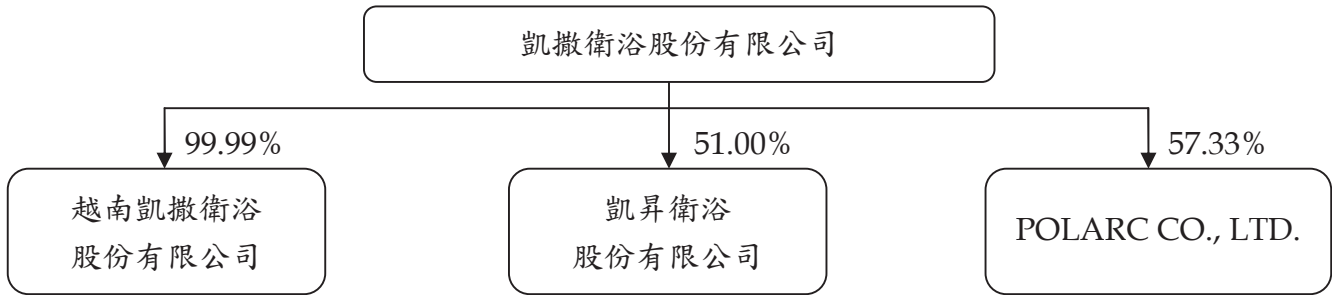 凱撒衛浴股份有限公司
99.99%
51.00%
57.33%
越南凱撒衛浴
股份有限公司
凱昇衛浴
股份有限公司
POLARC CO., LTD.